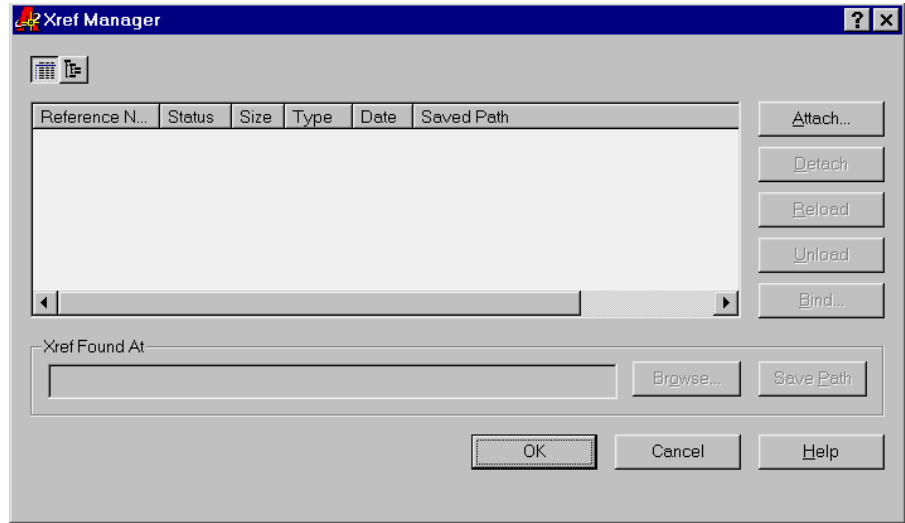 Xref Manager
Reference N... Status Size Type Date Saved Path
Attach...
Detach
Reload
Unload
Bind...
Xref Found At
Browse... Save Path
OK Cancel Help